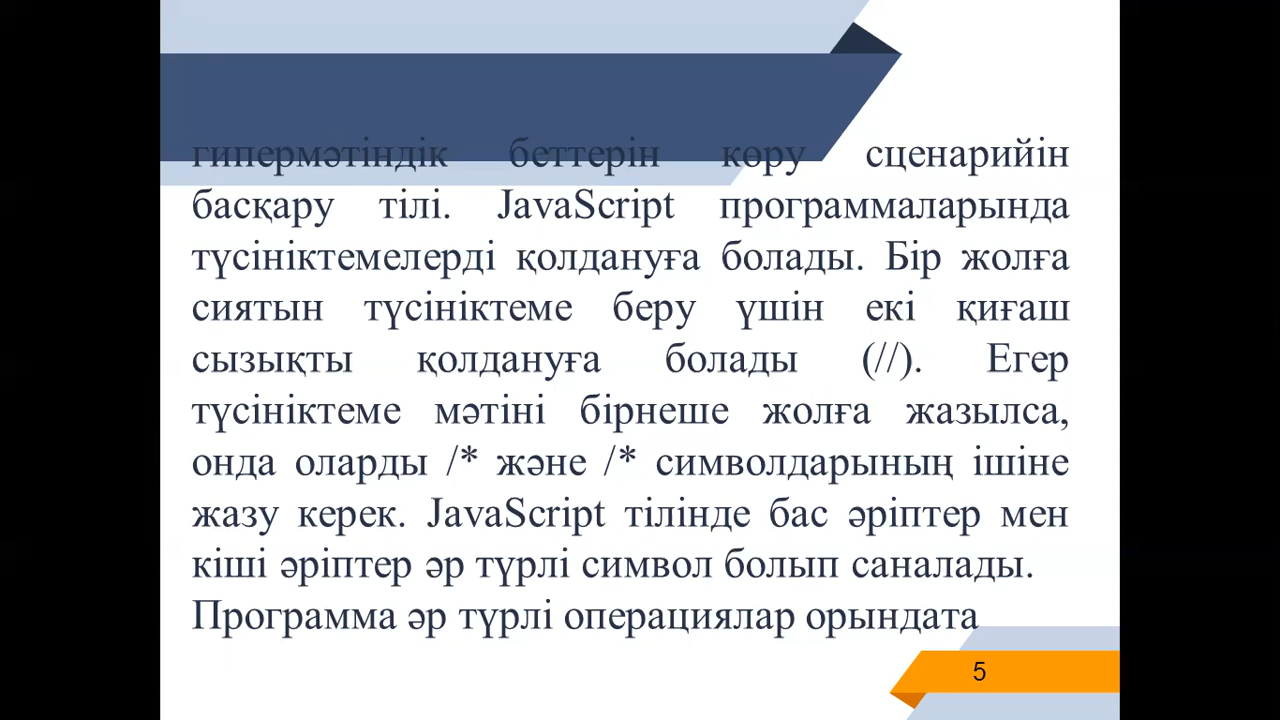 гипермәтіндік беттерін көру сценарийін
басқару тілі. JavaScript программаларында
түсініктемелерді қолдануға болады. Бір жолға
сиятын түсініктеме беру үшін екі қиғаш
сызықты қолдануға болады (//). Егер
түсініктеме мәтіні бірнеше жолға жазылса,
онда оларды /* және /* символдарының ішіне
жазу керек. JavaScript тілінде бас әріптер мен
кіші әріптер әр түрлі символ болып саналады.
Программа әр түрлі операциялар орындата
5